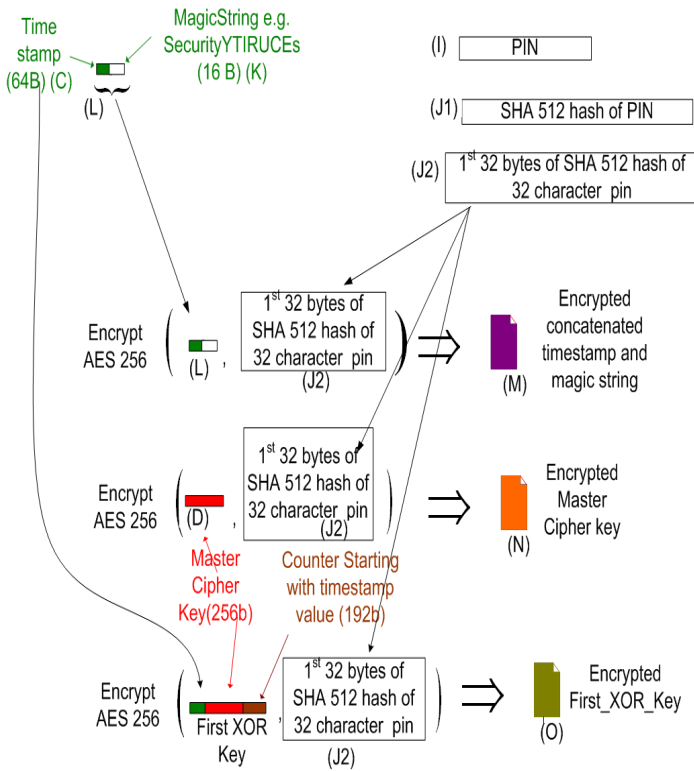 Time
stamp
(64B) (C)
MagicString e.g.
SecurityYTIRUCEs
(16 B) (K)
(L)
(I)
PIN
(J1)
SHA 512 hash of PIN
(J2)
1st 32 bytes of SHA 512 hash of
32 character pin
Encrypt
AES 256
(
(L)
,
1st 32 bytes of
SHA 512 hash of
32 character pin
(J2)
)
(M)
Encrypted
concatenated
timestamp and
magic string
Encrypt
AES 256
(
(D)
,
1st 32 bytes of
SHA 512 hash of
32 character pin
(J2)
)
(N)
Encrypted
Master
Cipher key
Master
Cipher
Key(256b)
Counter Starting
with timestamp
value (192b)
Encrypt
AES 256
(
First XOR
Key
,
1st 32 bytes of
SHA 512 hash of
32 character pin
(J2)
)
(O)
Encrypted
First_XOR_Key